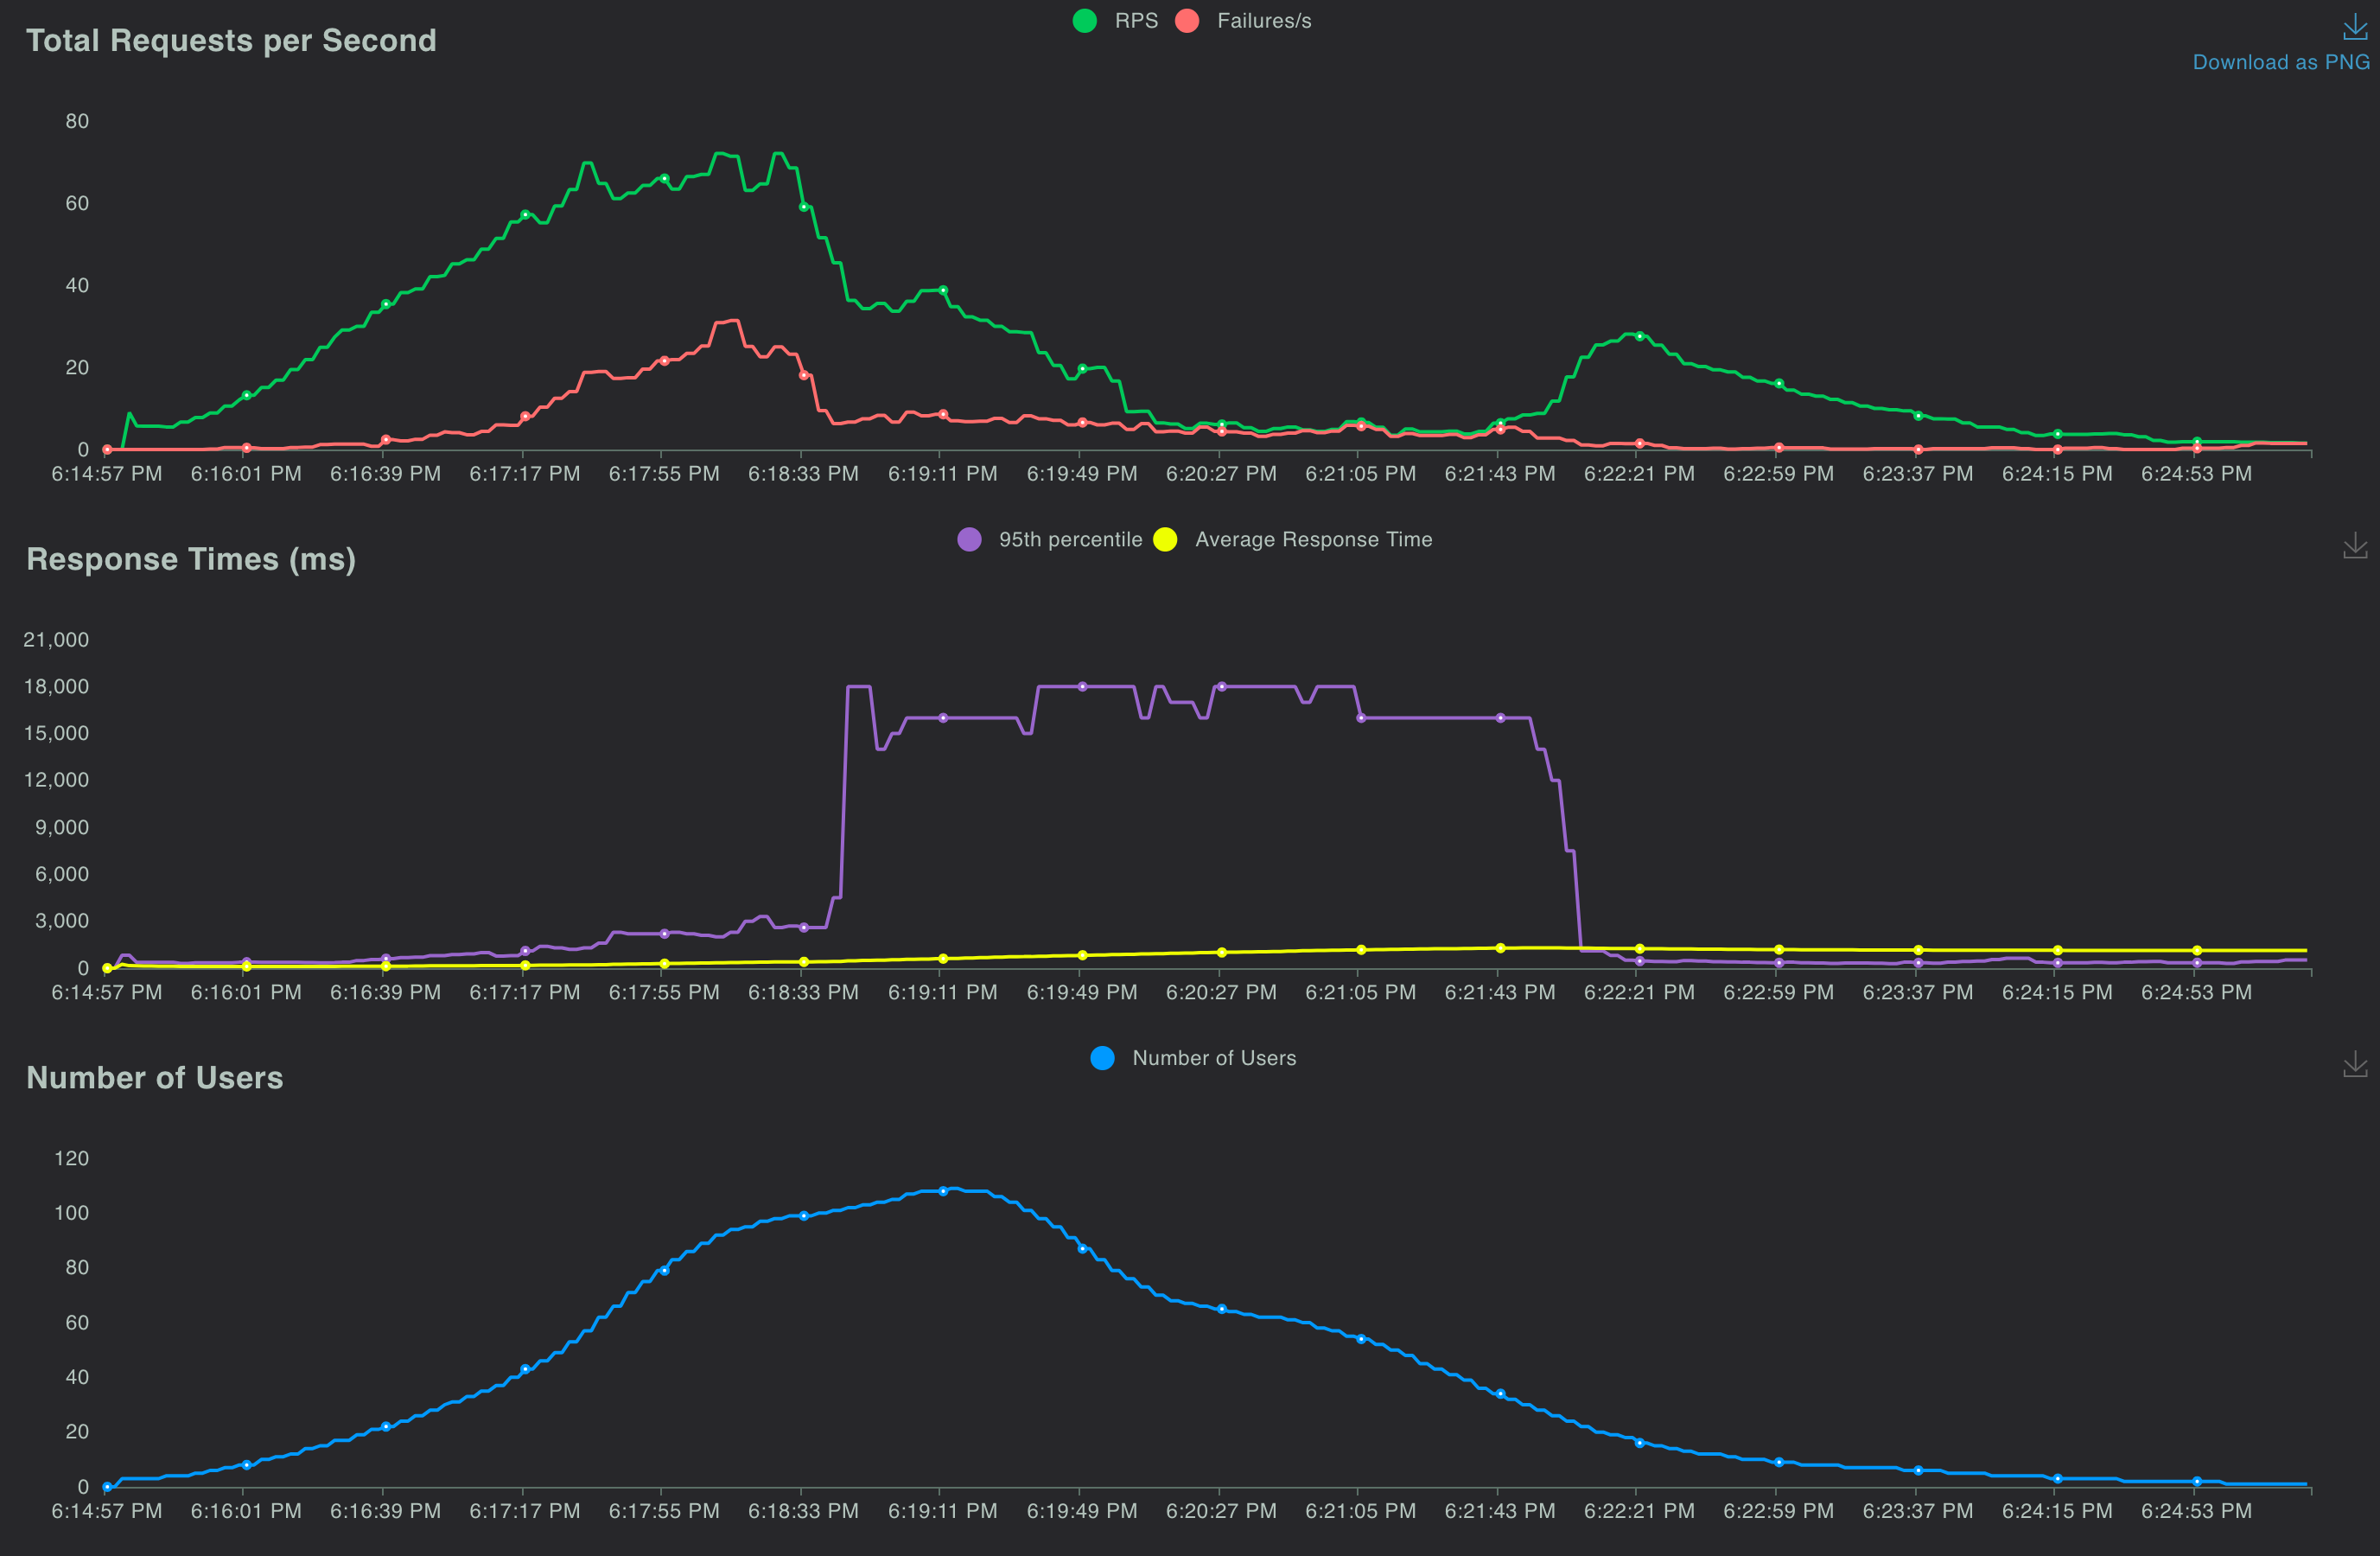 RPS Failures/s
Total Requests per Second
Download as PNG
80
60
40
20
0
6:14:57 PM 6:16:01 PM 6:16:39 PM 6:17:17 PM 6:17:55 PM 6:18:33 PM 6:19:11 PM 6:19:49 PM 6:20:27 PM 6:21:05 PM 6:21:43 PM 6:22:21 PM 6:22:59 PM 6:23:37 PM 6:24:15 PM 6:24:53 PM
95th percentile Average Response Time
Response Times (ms)
21,000
18,000
15,000
12,000
9,000
6,000
3,000
0
6:14:57 PM 6:16:01 PM 6:16:39 PM 6:17:17 PM 6:17:55 PM 6:18:33 PM 6:19:11 PM 6:19:49 PM 6:20:27 PM 6:21:05 PM 6:21:43 PM 6:22:21 PM 6:22:59 PM 6:23:37 PM 6:24:15 PM 6:24:53 PM
Number of Users
Number of Users
120
100
80
60
40
20
0
6:14:57 PM 6:16:01 PM 6:16:39 PM 6:17:17 PM 6:17:55 PM 6:18:33 PM 6:19:11 PM 6:19:49 PM 6:20:27 PM 6:21:05 PM 6:21:43 PM 6:22:21 PM 6:22:59 PM 6:23:37 PM 6:24:15 PM 6:24:53 PM